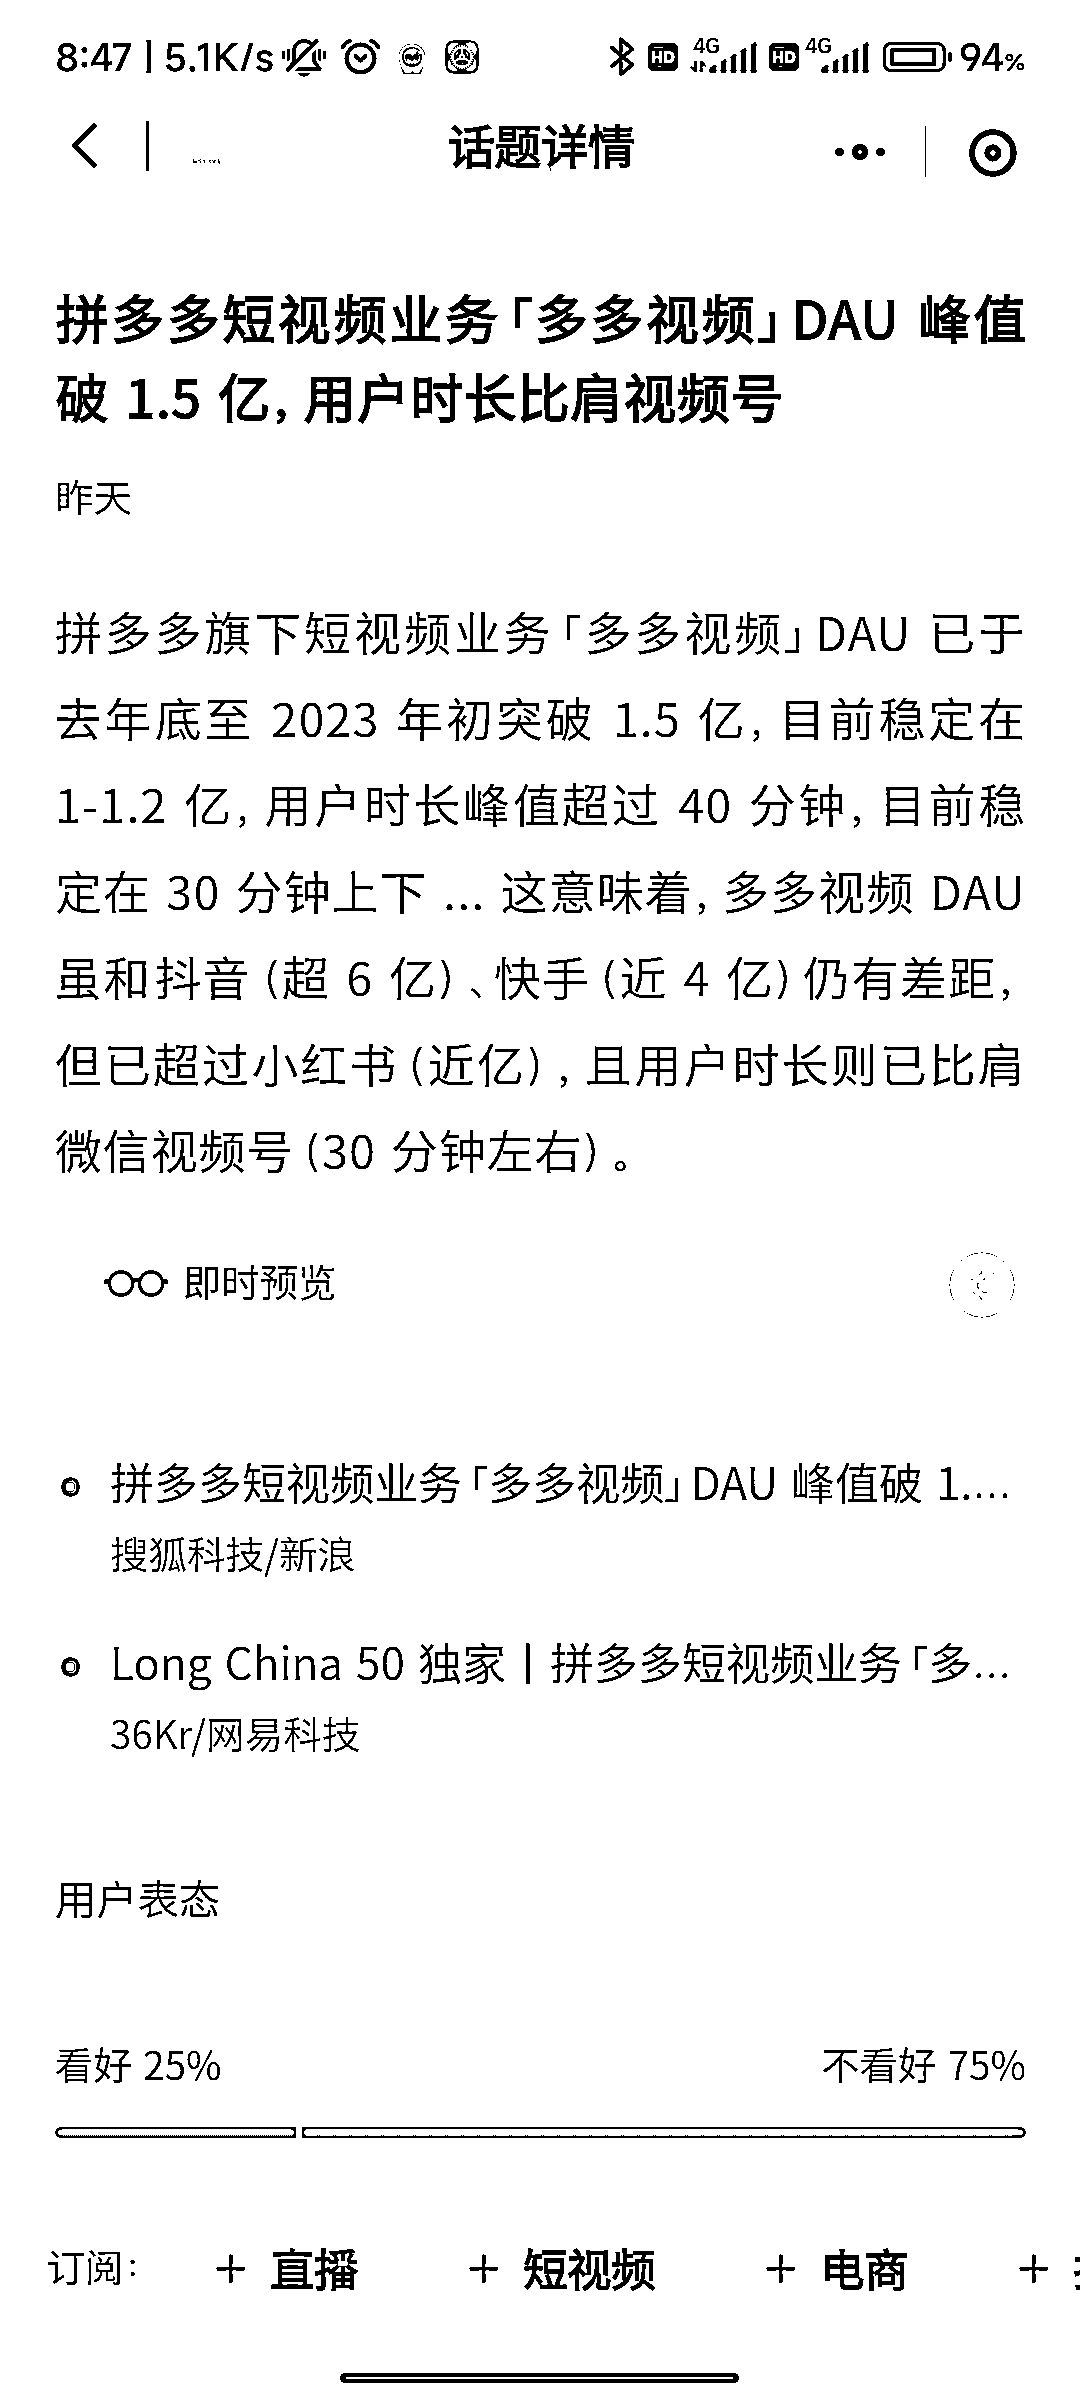 8:47 | 5.1K/s 4G 4G 94%
话题详情
拼多多短视频业务「多多视频」DAU 峰值
破 1.5 亿，用户时长比肩视频号
昨天
拼多多旗下短视频业务「多多视频」DAU 已于
去年底至 2023 年初突破 1.5 亿，目前稳定在
1-1.2 亿，用户时长峰值超过 40 分钟，目前稳
定在 30 分钟上下 ... 这意味着，多多视频 DAU
虽和抖音（超 6 亿）、快手（近 4 亿）仍有差距，
但已超过小红书（近亿），且用户时长则已比肩
微信视频号（30 分钟左右）。
即时预览
拼多多短视频业务「多多视频」DAU 峰值破 1....
搜狐科技/新浪
Long China 50 独家丨拼多多短视频业务「多...
36Kr/网易科技
用户表态
看好 25% 不看好 75%
订阅： + 直播 + 短视频 + 电商 +